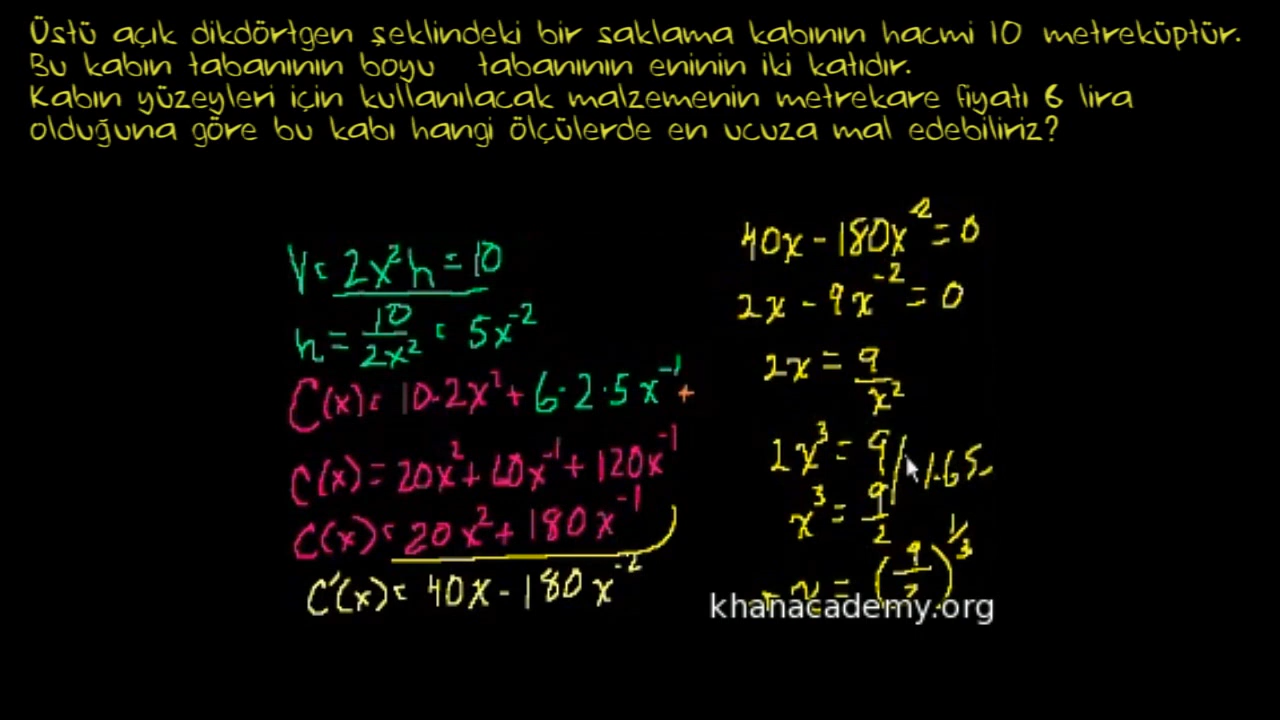 Üstü açık dikdörtgen şeklindeki bir saklama kabının hacmi 10 metreküptür.
Bu kabın tabanının boyu tabanının eninin iki katıdır.
Kabın yüzeyleri için kullanılacak malzemenin metrekare fiyatı 6 lira
olduğuna göre bu kabı hangi ölçülerde en ucuza mal edebiliriz?
V = 2x²h = 10
h = 10/2x² = 5x⁻²
C(x) = 10·2x² + 6·2·5x⁻¹ +
C(x) = 20x² + 60x⁻¹ + 120x⁻¹
C(x) = 20x² + 180x⁻¹
C'(x) = 40x - 180x⁻²
40x - 180x⁻² = 0
2x - 9x⁻² = 0
2x = 9/x²
2x³ = 9
1.65
x³ = 9/2
x = (9/2)^1/3
khanacademy.org